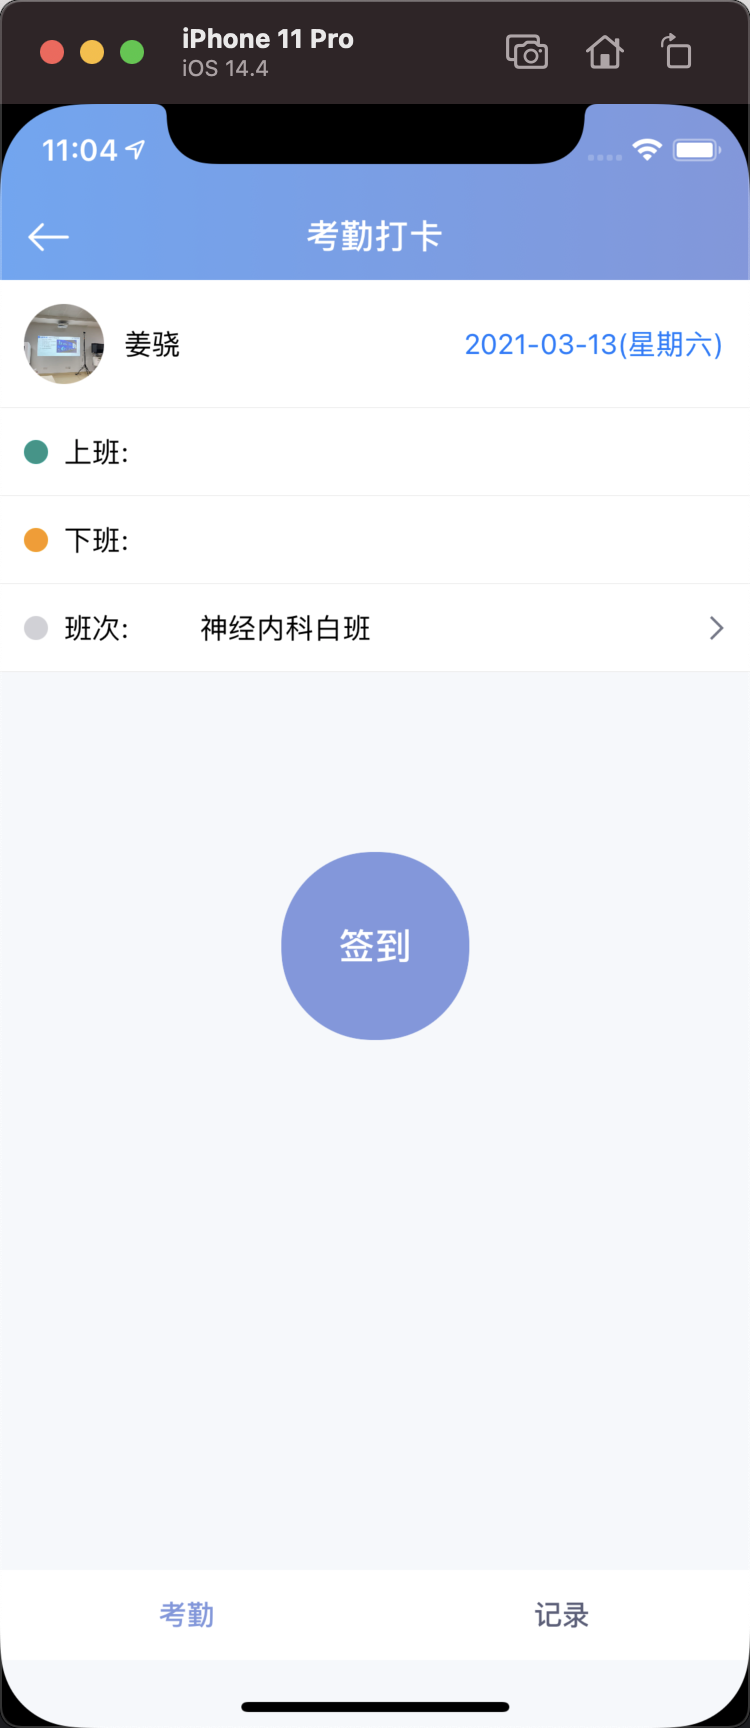 iPhone 11 Pro
iOS 14.4
11:04
考勤打卡
姜骁 2021-03-13(星期六)
上班:
下班:
班次: 神经内科白班
签到
考勤 记录